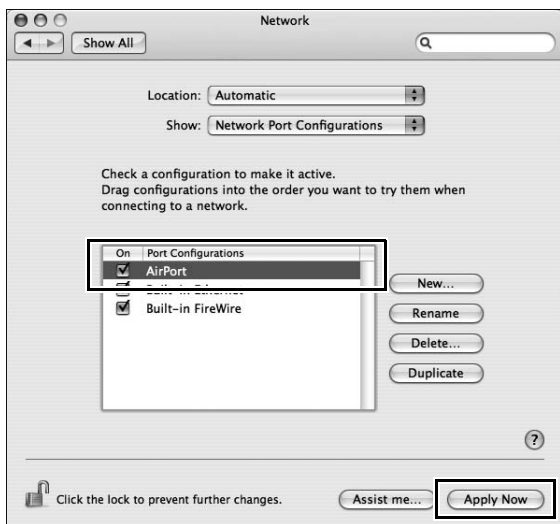 Network
Show All
Location: Automatic
Show: Network Port Configurations
Check a configuration to make it active.
Drag configurations into the order you want to try them when
connecting to a network.
On Port Configurations
AirPort
New...
Built-in FireWire
Rename
Delete...
Duplicate
?
Click the lock to prevent further changes.
Assist me...
Apply Now